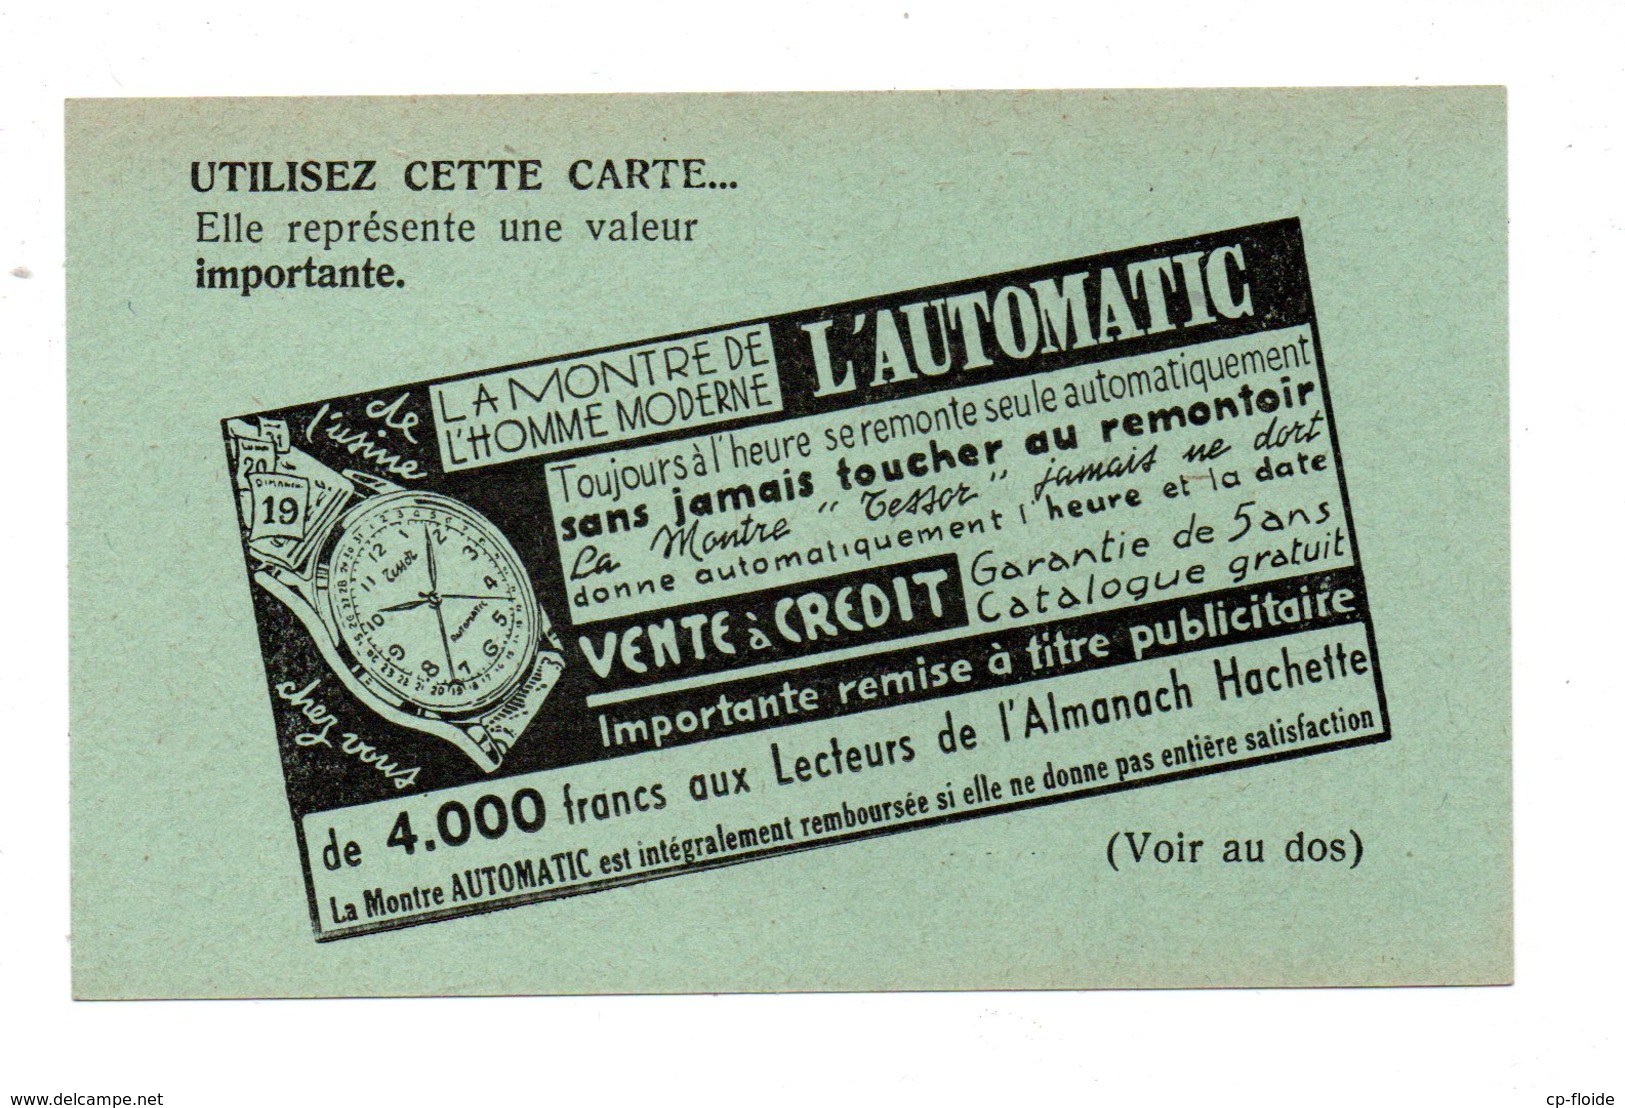 UTILISEZ CETTE CARTE...
Elle représente une valeur
importante.
de
l'usine
chez vous
LA MONTRE DE
L'HOMME MODERNE
L'AUTOMATIC
Toujours à l'heure se remonte seule automatiquement
sans jamais toucher au remontoir
La Montre "Tessor" jamais ne dort
donne automatiquement l'heure et la date
VENTE à CREDIT
Garantie de 5 ans
Catalogue gratuit
Importante remise à titre publicitaire
de 4.000 francs aux Lecteurs de l'Almanach Hachette
La Montre AUTOMATIC est intégralement remboursée si elle ne donne pas entière satisfaction
20
DIMANCHE
19
Tessor
Automatic
(Voir au dos)
www.delcampe.net
cp-floide